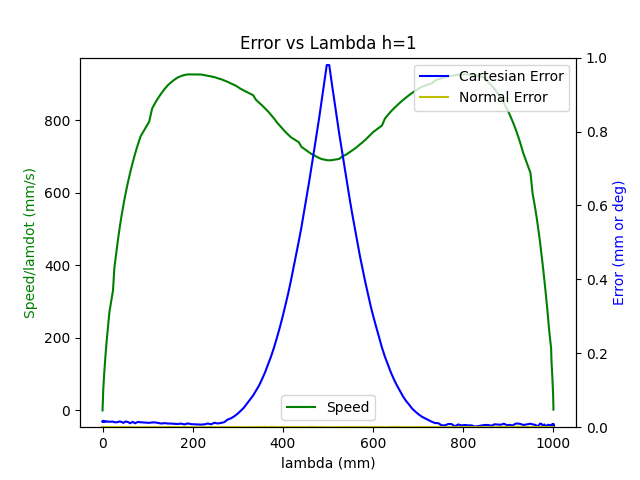 Error vs Lambda h=1
Cartesian Error
Normal Error
Speed
Speed/lamdot (mm/s)
0
200
400
600
800
Error (mm or deg)
0.0
0.2
0.4
0.6
0.8
1.0
0 200 400 600 800 1000
lambda (mm)